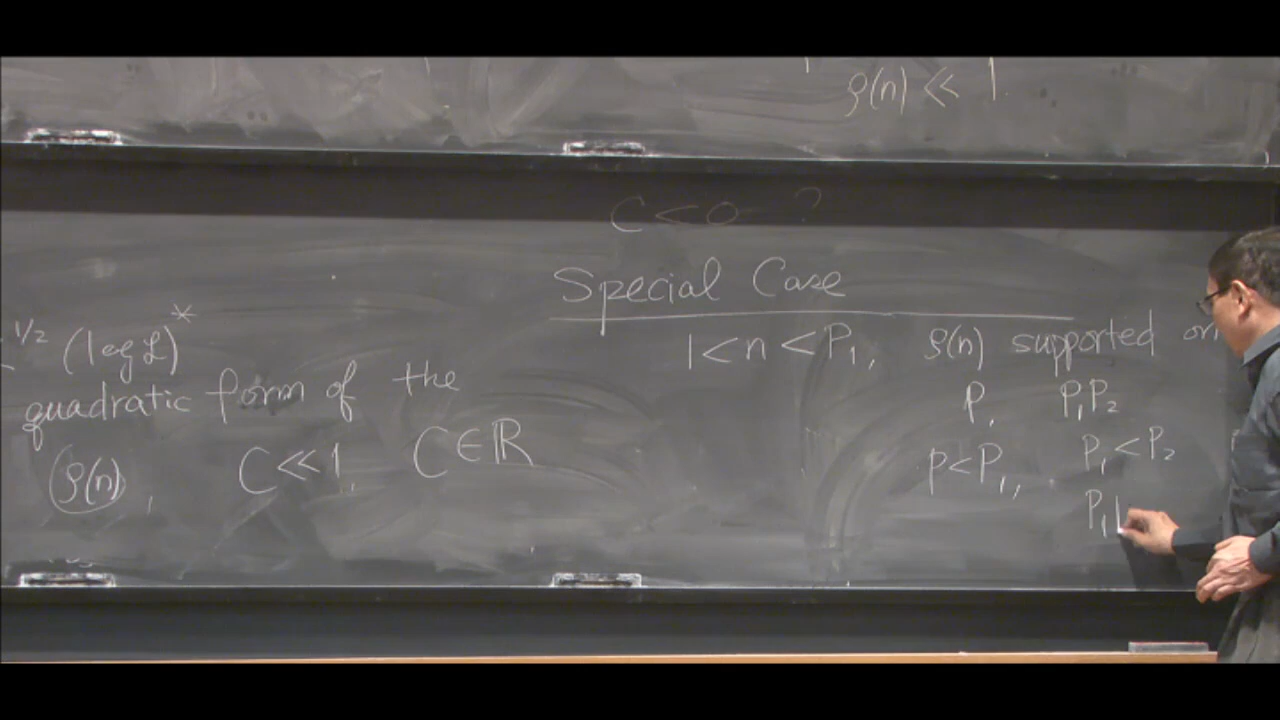 ρ(n) ≪ 1.
C < 0 ?
Special Case
1/2 (log 𝓛)*
quadratic form of the
ρ(n), C ≪ 1, C ∈ ℝ
1 < n < P₁, ρ(n) supported on
p, p₁p₂
p < P₁, p₁ < p₂
p₁